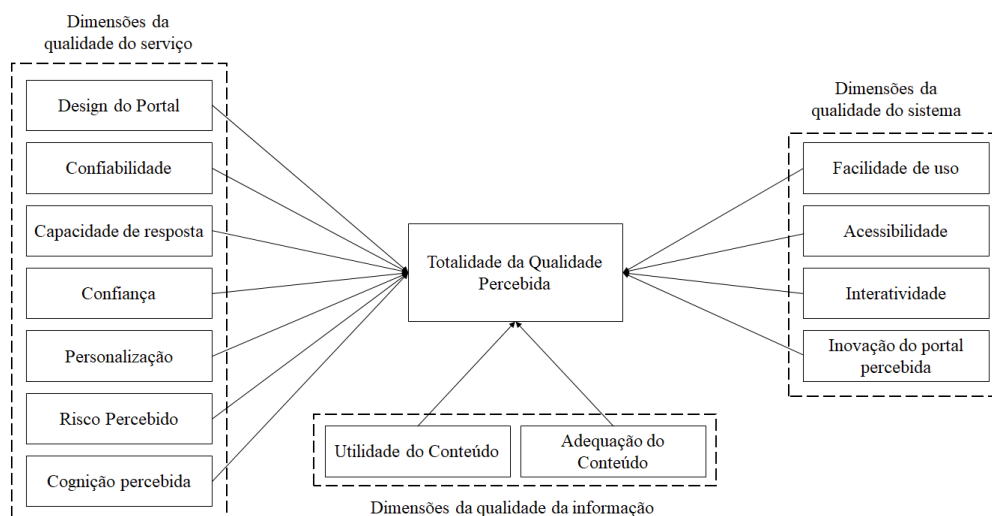 Dimensões da
qualidade do serviço
Design do Portal
Confiabilidade
Capacidade de resposta
Confiança
Personalização
Risco Percebido
Cognição percebida
Totalidade da Qualidade
Percebida
Utilidade do Conteúdo
Adequação do
Conteúdo
Dimensões da qualidade da informação
Dimensões da
qualidade do sistema
Facilidade de uso
Acessibilidade
Interatividade
Inovação do portal
percebida